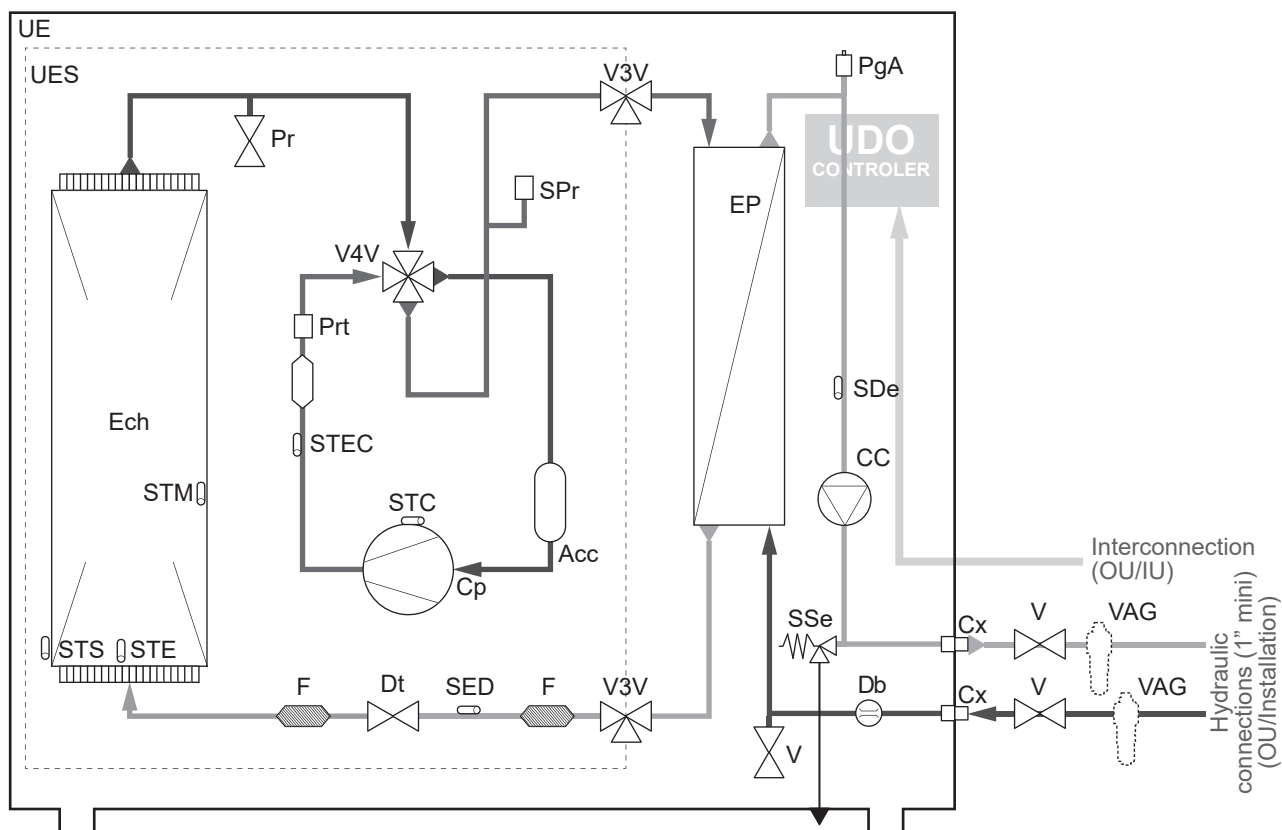 UE
UES
V3V
PgA
Pr
UDO
CONTROLER
SPr
EP
V4V
Prt
SDe
Ech
STEC
CC
STM
STC
Acc
Cp
Interconnection
(OU/IU)
SSe
Cx
V
VAG
STS
STE
F
Dt
SED
F
V3V
Db
Cx
V
VAG
V
Hydraulic
connections (1” mini)
(OU/Installation)